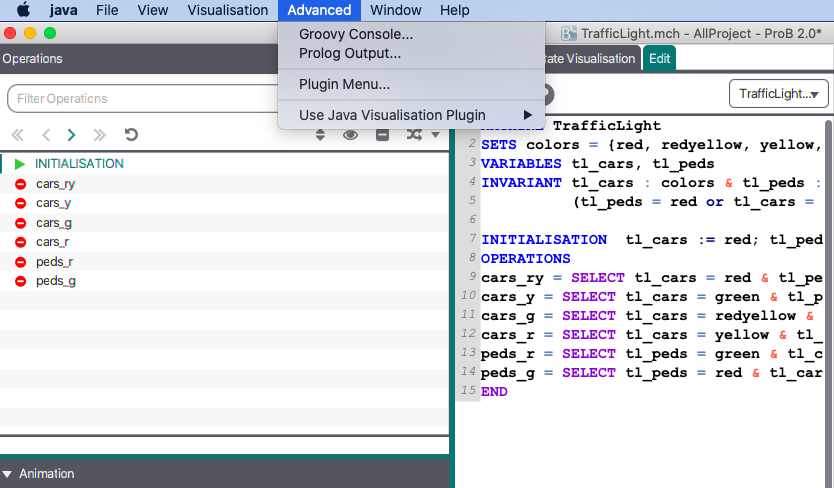 java File View Visualisation Advanced Window Help
TrafficLight.mch - AllProject - ProB 2.0*
Groovy Console...
Prolog Output...
Plugin Menu...
Use Java Visualisation Plugin
Operations
Visualisation Edit
Filter Operations
TrafficLight...
INITIALISATION
cars_ry
cars_y
cars_g
cars_r
peds_r
peds_g
Animation
TrafficLight
2 SETS colors = {red, redyellow, yellow,
3 VARIABLES tl_cars, tl_peds
4 INVARIANT tl_cars : colors & tl_peds :
5 (tl_peds = red or tl_cars =
6
7 INITIALISATION tl_cars := red; tl_ped
8 OPERATIONS
9 cars_ry = SELECT tl_cars = red & tl_pe
10 cars_y = SELECT tl_cars = green & tl_p
11 cars_g = SELECT tl_cars = redyellow &
12 cars_r = SELECT tl_cars = yellow & tl_
13 peds_r = SELECT tl_peds = green & tl_c
14 peds_g = SELECT tl_peds = red & tl_car
15 END